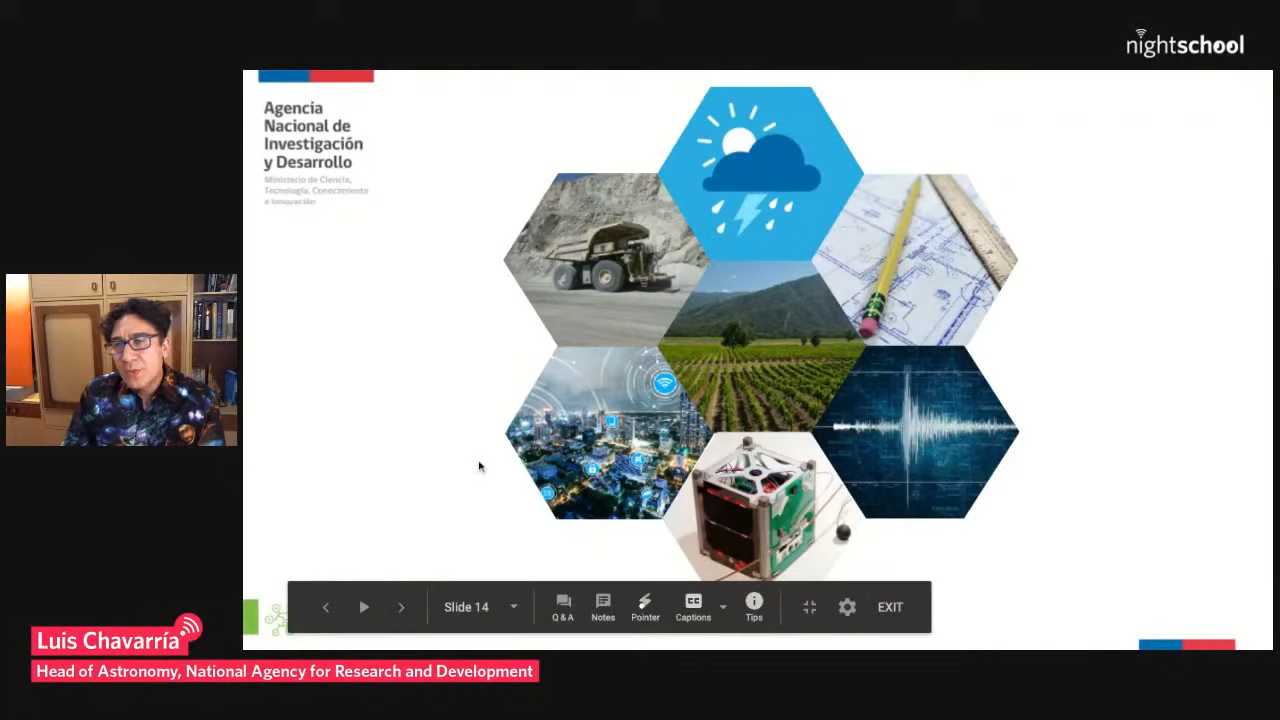 nightschool
Agencia
Nacional de
Investigación
y Desarrollo
Ministerio de Ciencia,
Tecnología, Conocimiento
e Innovación
Slide 14
Q & A
Notes
Pointer
CC
Captions
Tips
EXIT
Luis Chavarría
Head of Astronomy, National Agency for Research and Development